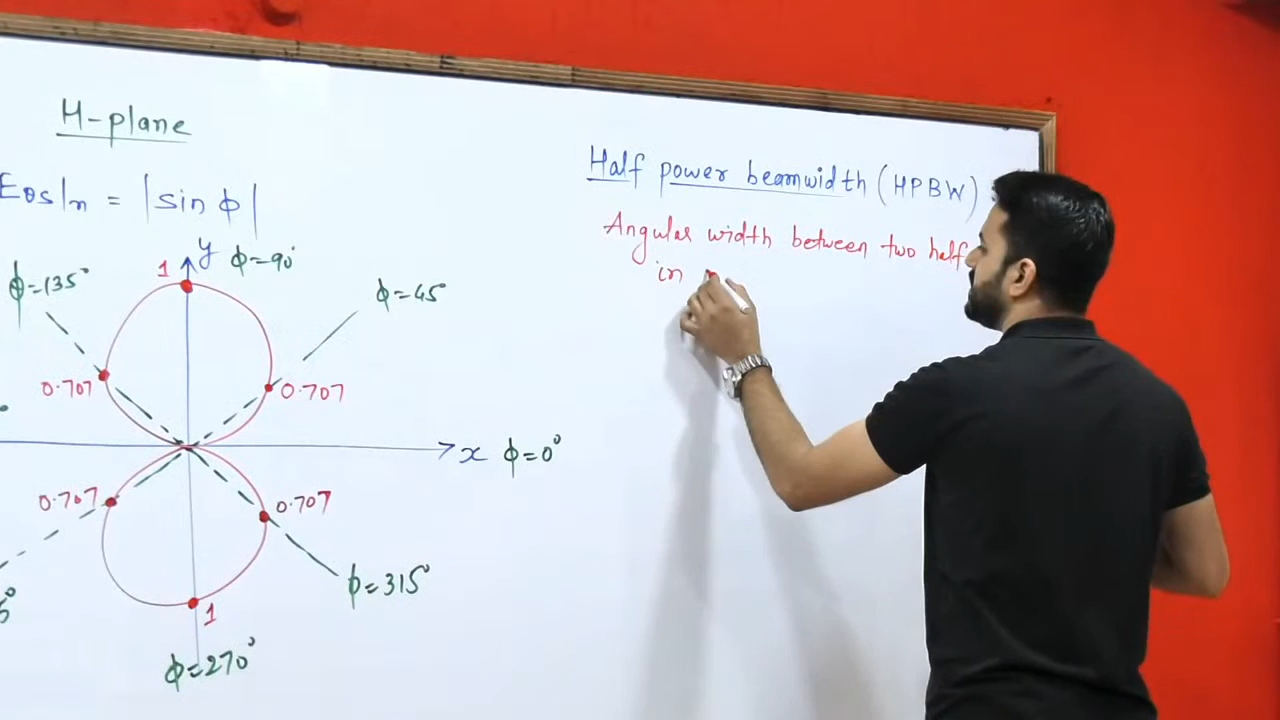 H-plane
Eθs|n = |sin ϕ|
y
ϕ=90°
1
ϕ=135°
ϕ=45°
0.707
0.707
x
ϕ=0°
0.707
0.707
ϕ=315°
1
ϕ=270°
Half power beamwidth (HPBW)
Angular width between two half
in